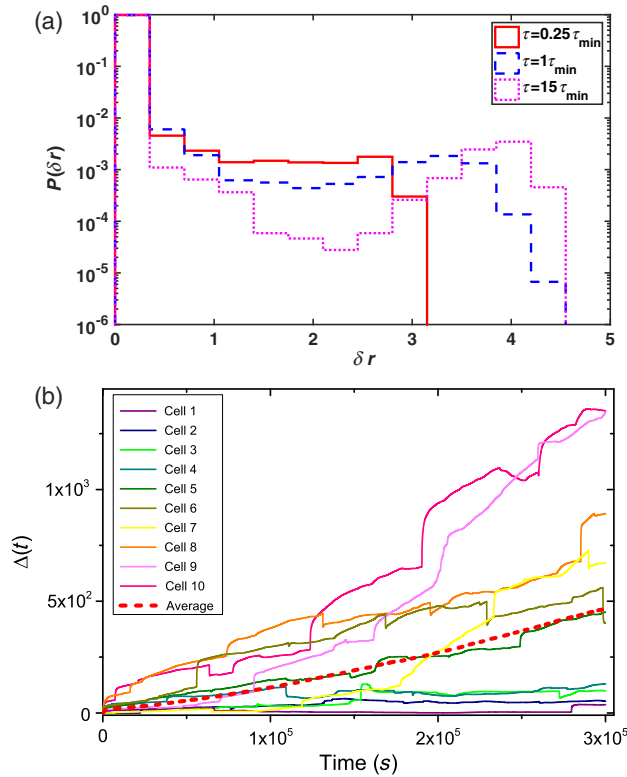 (a)
τ=0.25τmin
τ=1τmin
τ=15τmin
P(δr)
10⁰
10⁻¹
10⁻²
10⁻³
10⁻⁴
10⁻⁵
10⁻⁶
0 1 2 3 4 5
δr
(b)
Cell 1
Cell 2
Cell 3
Cell 4
Cell 5
Cell 6
Cell 7
Cell 8
Cell 9
Cell 10
Average
Δ(t)
1x10³
5x10²
0
0 1x10⁵ 2x10⁵ 3x10⁵
Time (s)